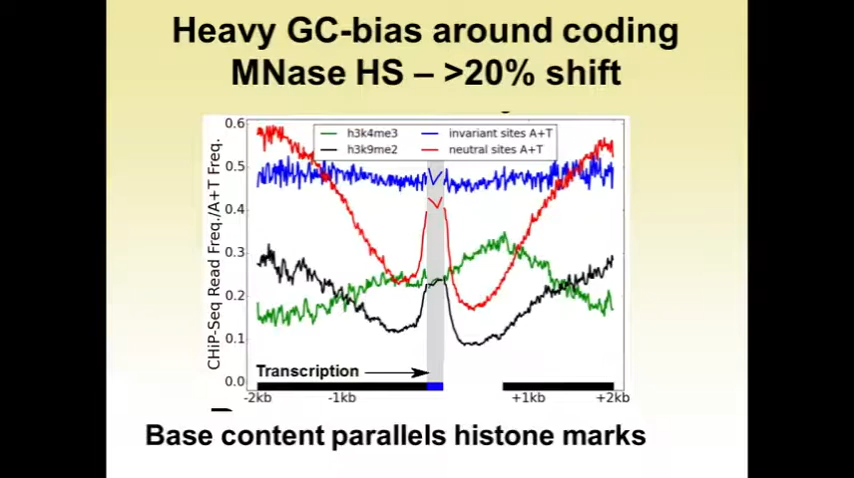 Heavy GC-bias around coding
MNase HS – >20% shift
h3k4me3
h3k9me2
invariant sites A+T
neutral sites A+T
CHiP-Seq Read Freq./A+T Freq.
0.6
0.5
0.4
0.3
0.2
0.1
0.0
Transcription
-2kb -1kb +1kb +2kb
Base content parallels histone marks